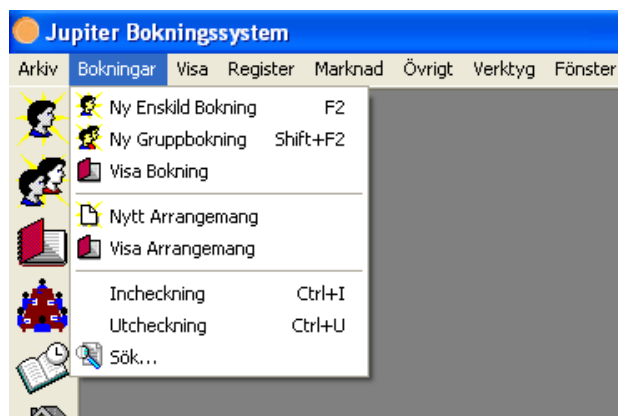 Jupiter Bokningssystem
Arkiv Bokningar Visa Register Marknad Övrigt Verktyg Fönster
Ny Enskild Bokning F2
Ny Gruppbokning Shift+F2
Visa Bokning
Nytt Arrangemang
Visa Arrangemang
Incheckning Ctrl+I
Utcheckning Ctrl+U
Sök...